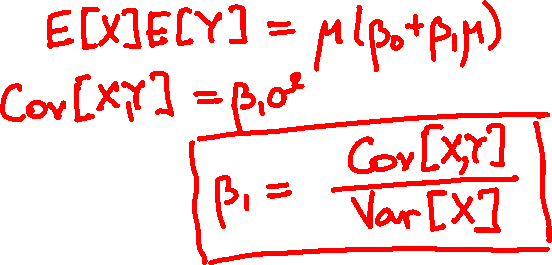 E[X]E[Y] = μ(β₀+β₁μ)
Cov[X,Y] = β₁σ²
β₁ = Cov[X,Y] / Var[X]